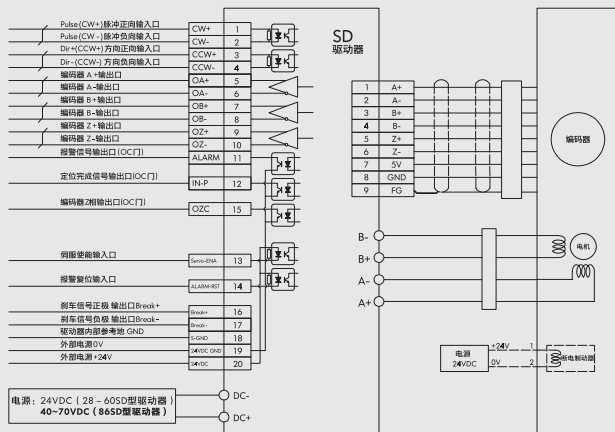 Pulse(CW+)脉冲正向输入口 CW+ 1
Pulse(CW-)脉冲负向输入口 CW- 2
Dir+(CCW+)方向正向输入口 CCW+ 3
Dir-(CCW-)方向负向输入口 CCW- 4
编码器 A+输出口 OA+ 5
编码器 A-输出口 OA- 6
编码器 B+输出口 OB+ 7
编码器 B-输出口 OB- 8
编码器 Z+输出口 OZ+ 9
编码器 Z-输出口 OZ- 10
报警信号输出口(OC门) ALARM 11
定位完成信号输出口(OC门) IN-P 12
编码器Z相输出口(OC门) OZC 15
伺服使能输入口 Servo-ENA 13
报警复位输入口 ALARM-RST 14
刹车信号正极 输出口Break+ Break+ 16
刹车信号负极 输出口Break- Break- 17
驱动器内部参考地 GND S-GND 18
外部电源0V 24VDC GND 19
外部电源+24V 24VDC 20
电源：24VDC（28-60SD型驱动器）
40~70VDC（86SD型驱动器）
DC-
DC+
SD
驱动器
1 A+
2 A-
3 B+
4 B-
5 Z+
6 Z-
7 5V
8 GND
9 FG
编码器
B-
B+
A-
A+
电机
电源
24VDC
+24V 1
0V 2
断电制动器